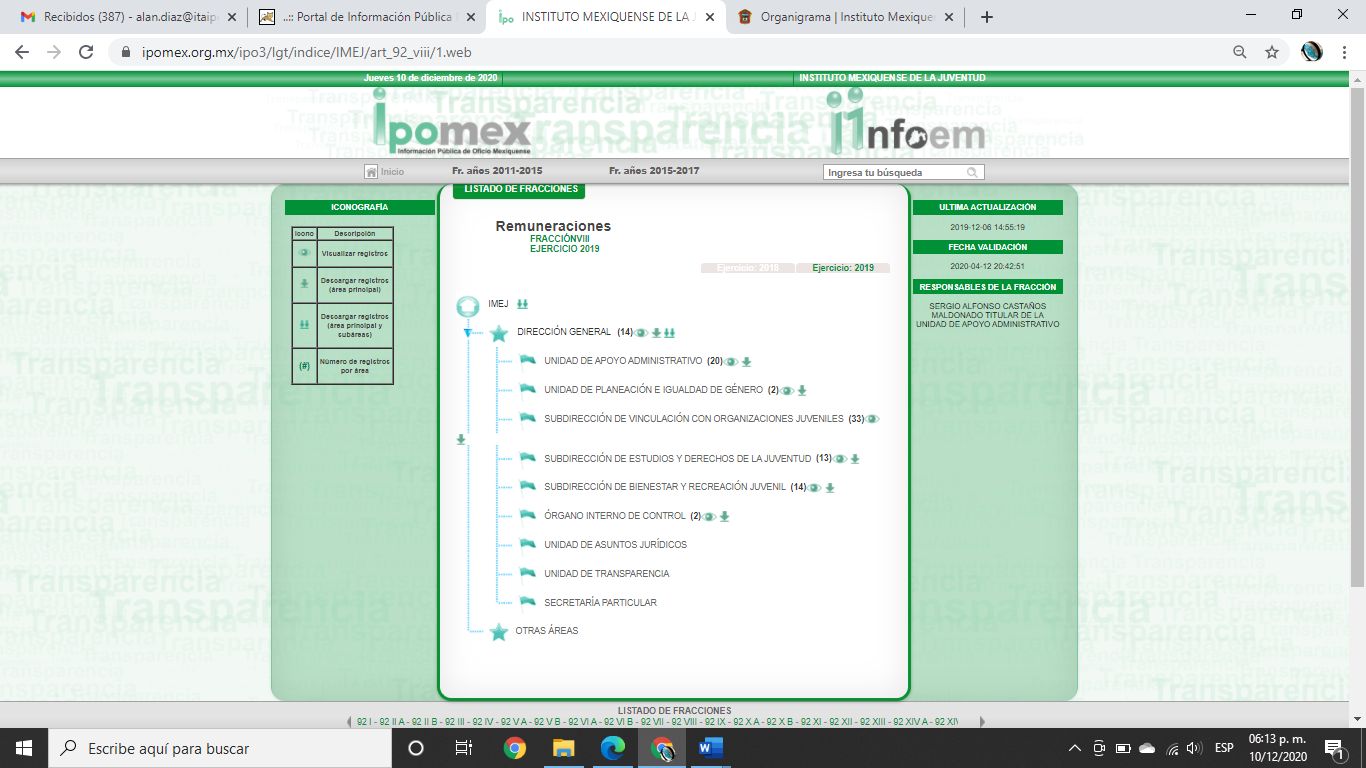 Recibidos (387) - alan.diaz@itaip
..:: Portal de Información Pública
INSTITUTO MEXIQUENSE DE LA J
Organigrama | Instituto Mexique
ipomex.org.mx/ipo3/lgt/indice/IMEJ/art_92_viii/1.web
Jueves 10 de diciembre de 2020
INSTITUTO MEXIQUENSE DE LA JUVENTUD
ipomex
Información Pública de Oficio Mexiquense
Transparencia
infoem
Inicio
Fr. años 2011-2015
Fr. años 2015-2017
Ingresa tu búsqueda
ICONOGRAFÍA
Icono Descripción
Visualizar registros
Descargar registros
(área principal)
Descargar registros
(área principal y
subáreas)
(#) Número de registros
por área
LISTADO DE FRACCIONES
Remuneraciones
FRACCIÓNVIII
EJERCICIO 2019
Ejercicio: 2018
Ejercicio: 2019
IMEJ
DIRECCIÓN GENERAL (14)
UNIDAD DE APOYO ADMINISTRATIVO (20)
UNIDAD DE PLANEACIÓN E IGUALDAD DE GÉNERO (2)
SUBDIRECCIÓN DE VINCULACIÓN CON ORGANIZACIONES JUVENILES (33)
SUBDIRECCIÓN DE ESTUDIOS Y DERECHOS DE LA JUVENTUD (13)
SUBDIRECCIÓN DE BIENESTAR Y RECREACIÓN JUVENIL (14)
ÓRGANO INTERNO DE CONTROL (2)
UNIDAD DE ASUNTOS JURÍDICOS
UNIDAD DE TRANSPARENCIA
SECRETARÍA PARTICULAR
OTRAS ÁREAS
ULTIMA ACTUALIZACIÓN
2019-12-06 14:55:19
FECHA VALIDACIÓN
2020-04-12 20:42:51
RESPONSABLES DE LA FRACCIÓN
SERGIO ALFONSO CASTAÑOS
MALDONADO TITULAR DE LA
UNIDAD DE APOYO ADMINISTRATIVO
LISTADO DE FRACCIONES
92 I - 92 II A - 92 II B - 92 III - 92 IV - 92 V A - 92 V B - 92 VI A - 92 VI B - 92 VII - 92 VIII - 92 IX - 92 X A - 92 X B - 92 XI - 92 XII - 92 XIII - 92 XIV A - 92 XIV
Escribe aquí para buscar
ESP
06:13 p. m.
10/12/2020
1